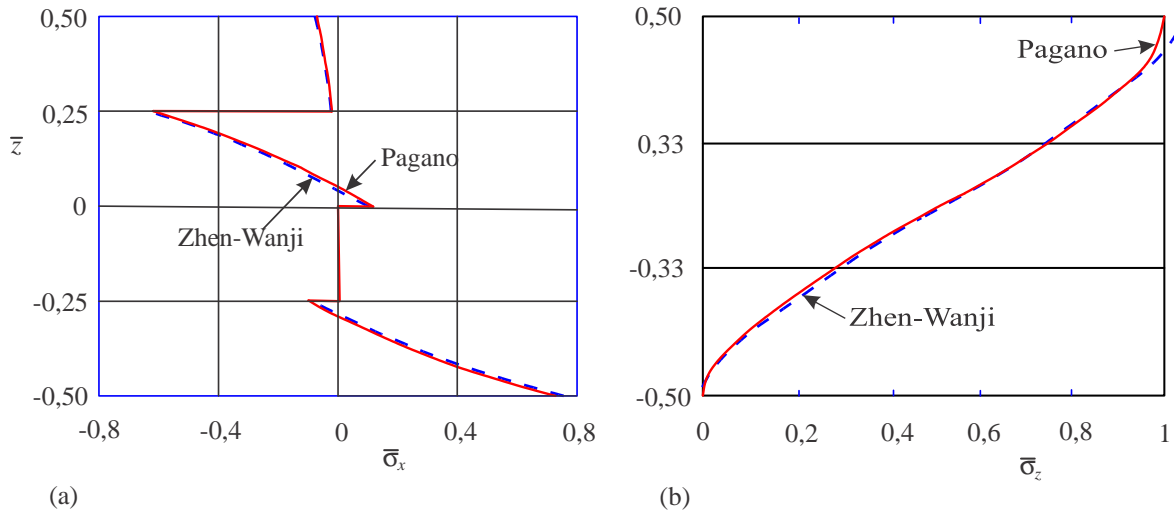 0,50
0,25
z̄
0
-0,25
-0,50
Pagano
Zhen-Wanji
-0,8
-0,4
0
0,4
0,8
σ̅ₓ
(a)
0,50
0,33
-0,33
-0,50
Pagano
Zhen-Wanji
0
0,2
0,4
0,6
0,8
1
σ̅_z
(b)